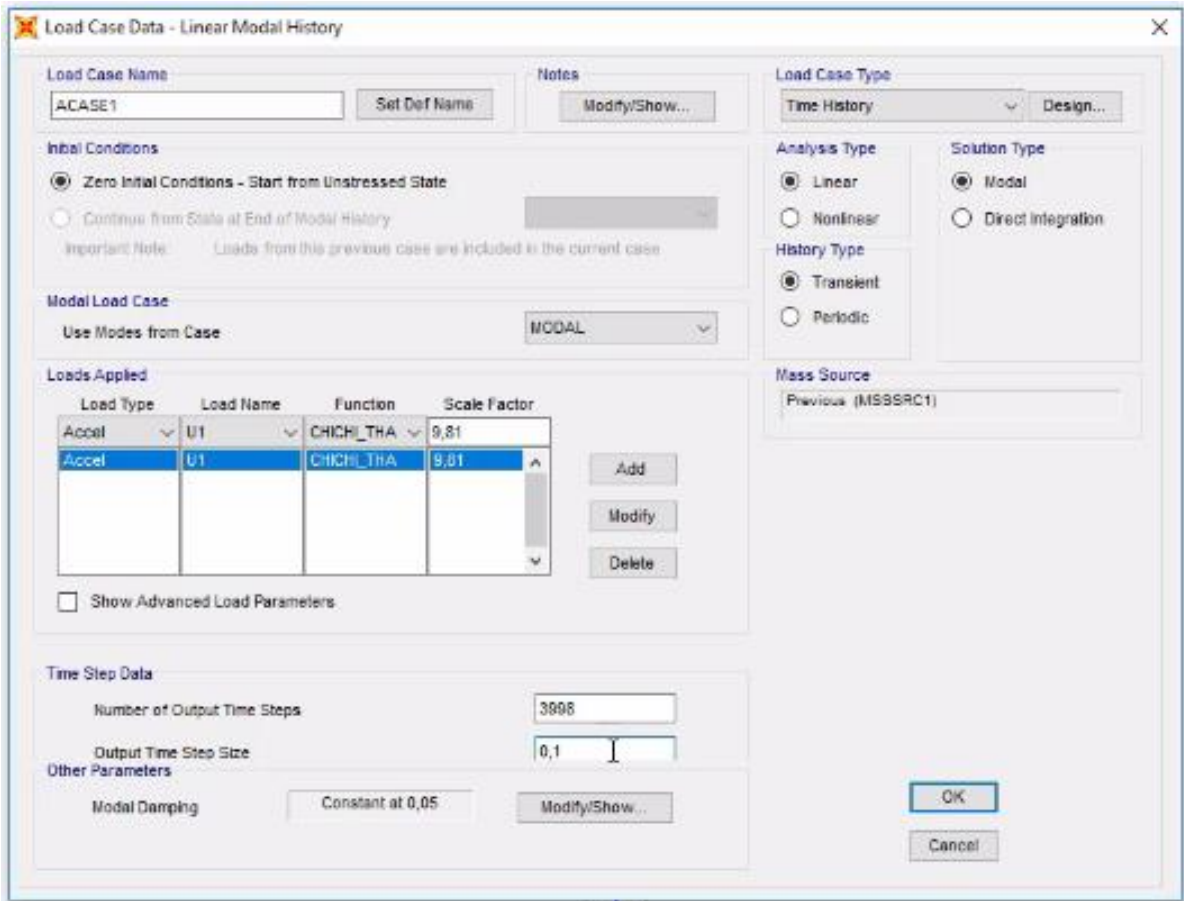 Load Case Data - Linear Modal History
Load Case Name
ACASE1
Set Def Name
Notes
Modify/Show...
Load Case Type
Time History
Design...
Initial Conditions
Zero Initial Conditions - Start from Unstressed State
Continue from State at End of Modal History
Important Note: Loads from this previous case are included in the current case
Analysis Type
Linear
Nonlinear
Solution Type
Modal
Direct Integration
History Type
Transient
Periodic
Modal Load Case
Use Modes from Case
MODAL
Loads Applied
Load Type Load Name Function Scale Factor
Accel U1 CHICHI_THA 9,81
Accel U1 CHICHI_THA 9,81
Add
Modify
Delete
Show Advanced Load Parameters
Mass Source
Previous (MSSSRC1)
Time Step Data
Number of Output Time Steps 3998
Output Time Step Size 0,1
Other Parameters
Modal Damping Constant at 0,05 Modify/Show...
OK
Cancel